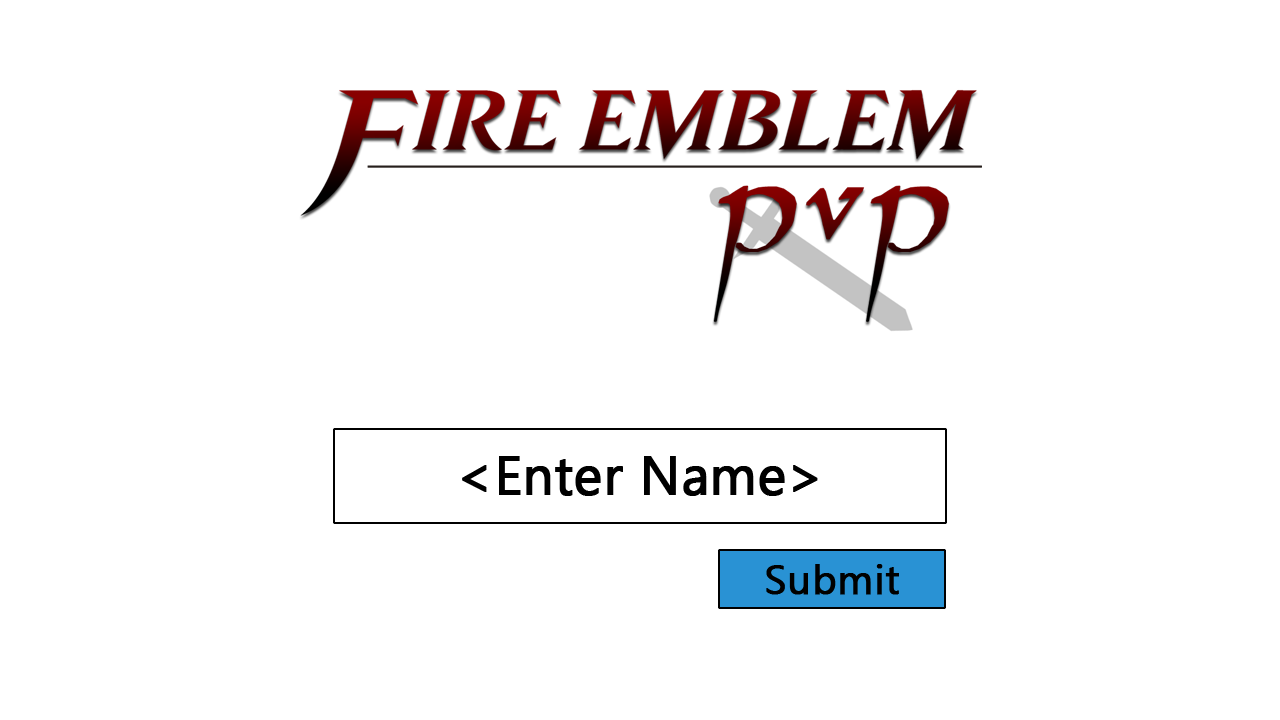 FIRE EMBLEM
PvP
<Enter Name>
Submit